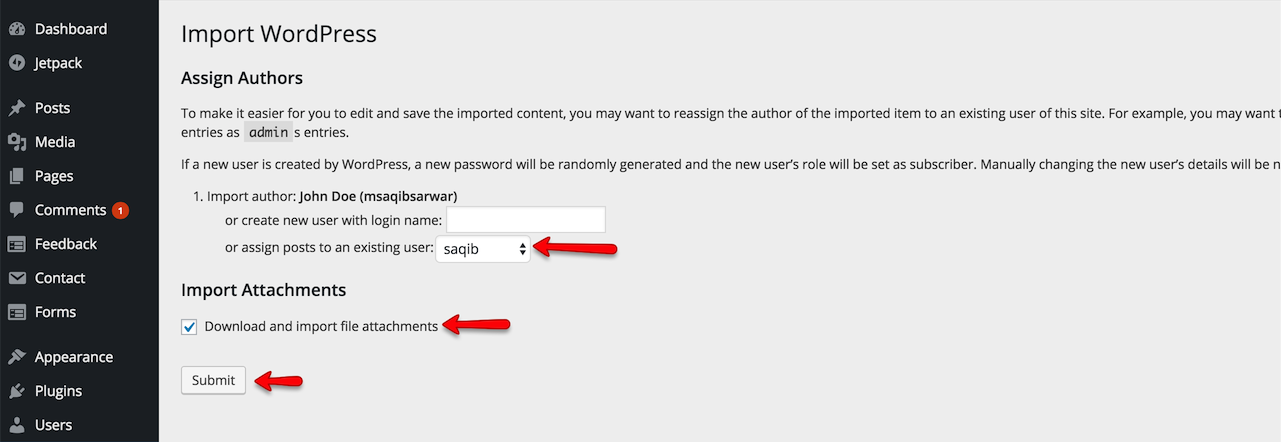 Dashboard
Jetpack
Posts
Media
Pages
Comments 1
Feedback
Contact
Forms
Appearance
Plugins
Users
Import WordPress
Assign Authors
To make it easier for you to edit and save the imported content, you may want to reassign the author of the imported item to an existing user of this site. For example, you may want
entries as admin s entries.
If a new user is created by WordPress, a new password will be randomly generated and the new user’s role will be set as subscriber. Manually changing the new user’s details will be
1. Import author: John Doe (msaqibsarwar)
or create new user with login name:
or assign posts to an existing user: saqib
Import Attachments
Download and import file attachments
Submit